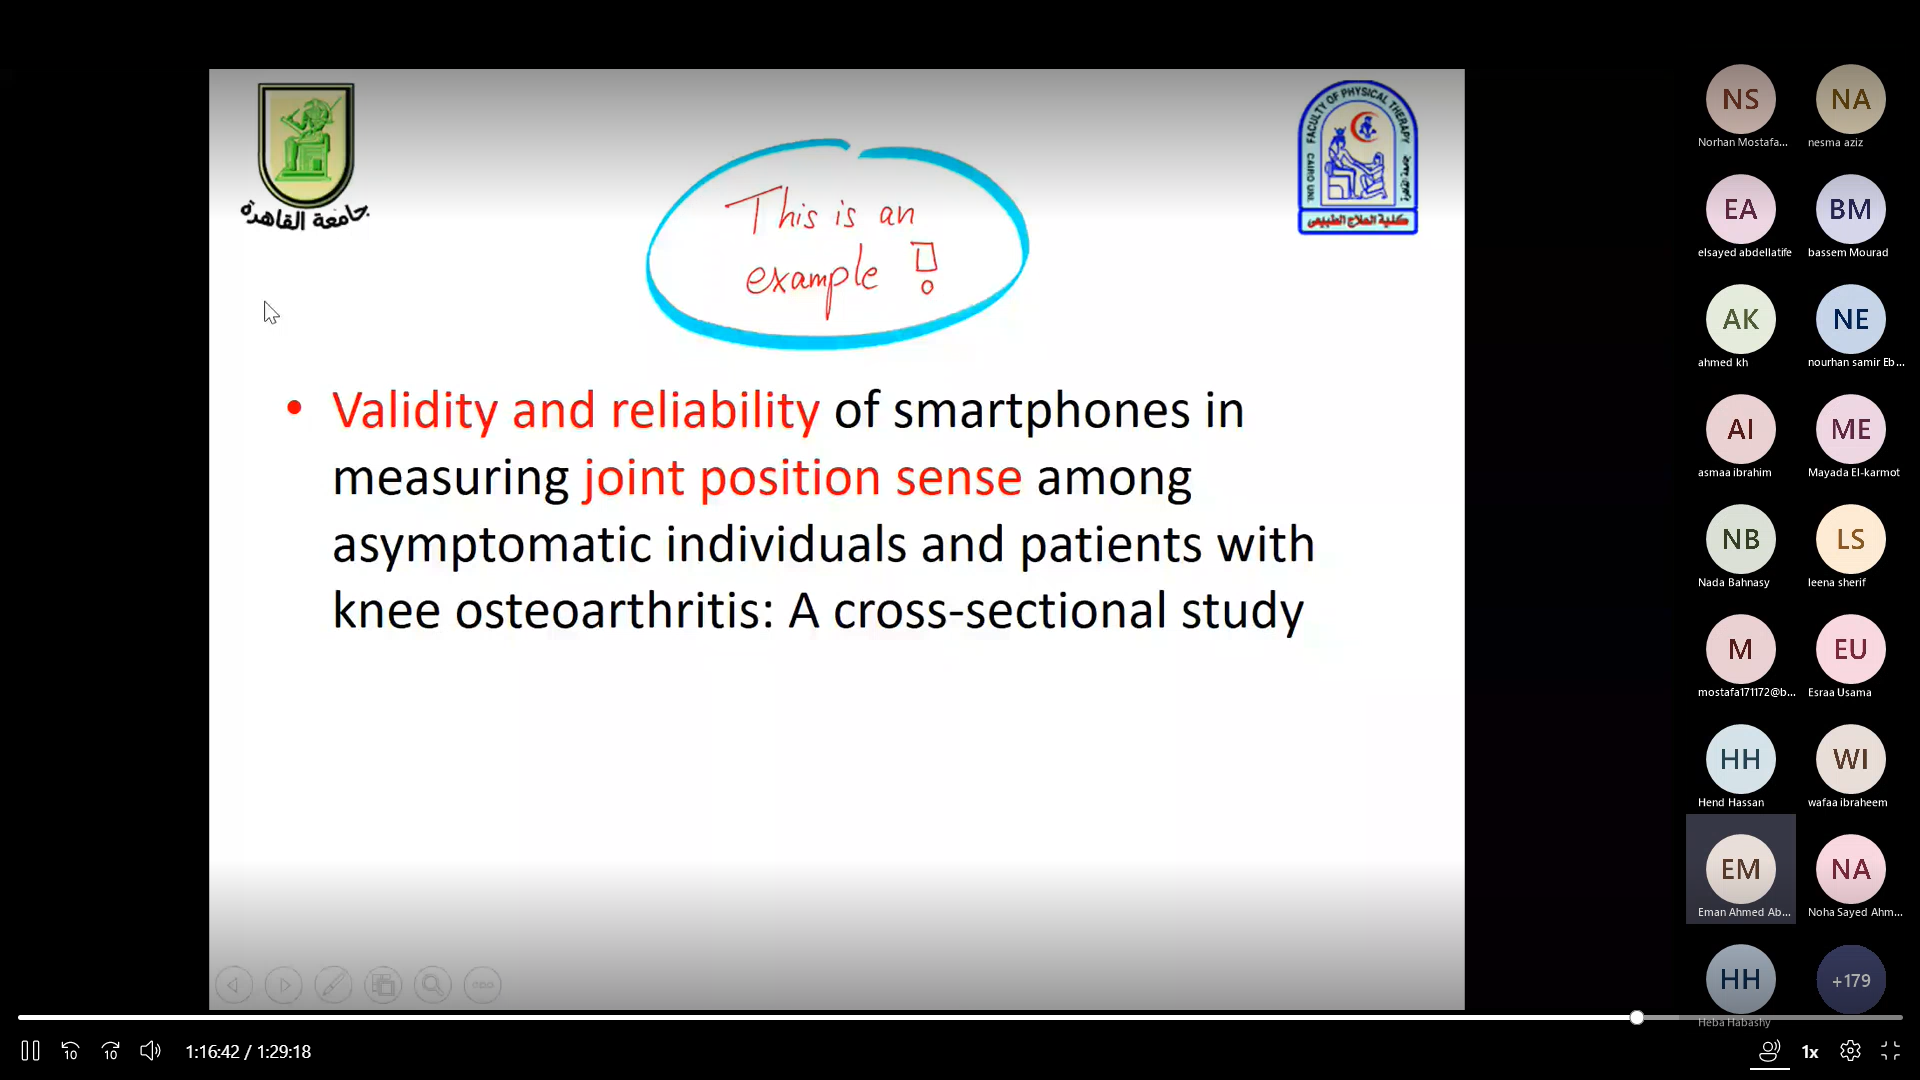 جامعة القاهرة
FACULTY OF PHYSICAL THERAPY
CAIRO UNI.
كلية العلاج الطبيعى
This is an
example !
• Validity and reliability of smartphones in
measuring joint position sense among
asymptomatic individuals and patients with
knee osteoarthritis: A cross-sectional study
NS
NA
Norhan Mostafa...
nesma aziz
EA
BM
elsayed abdellatife
bassem Mourad
AK
NE
ahmed kh
nourhan samir Eb...
AI
ME
asmaa ibrahim
Mayada El-karmot
NB
LS
Nada Bahnasy
leena sherif
M
EU
mostafa171172@b...
Esraa Usama
HH
WI
Hend Hassan
wafaa ibraheem
EM
NA
Eman Ahmed Ab...
Noha Sayed Ahm...
HH
+179
Heba Habashy
10
10
1:16:42 / 1:29:18
1x